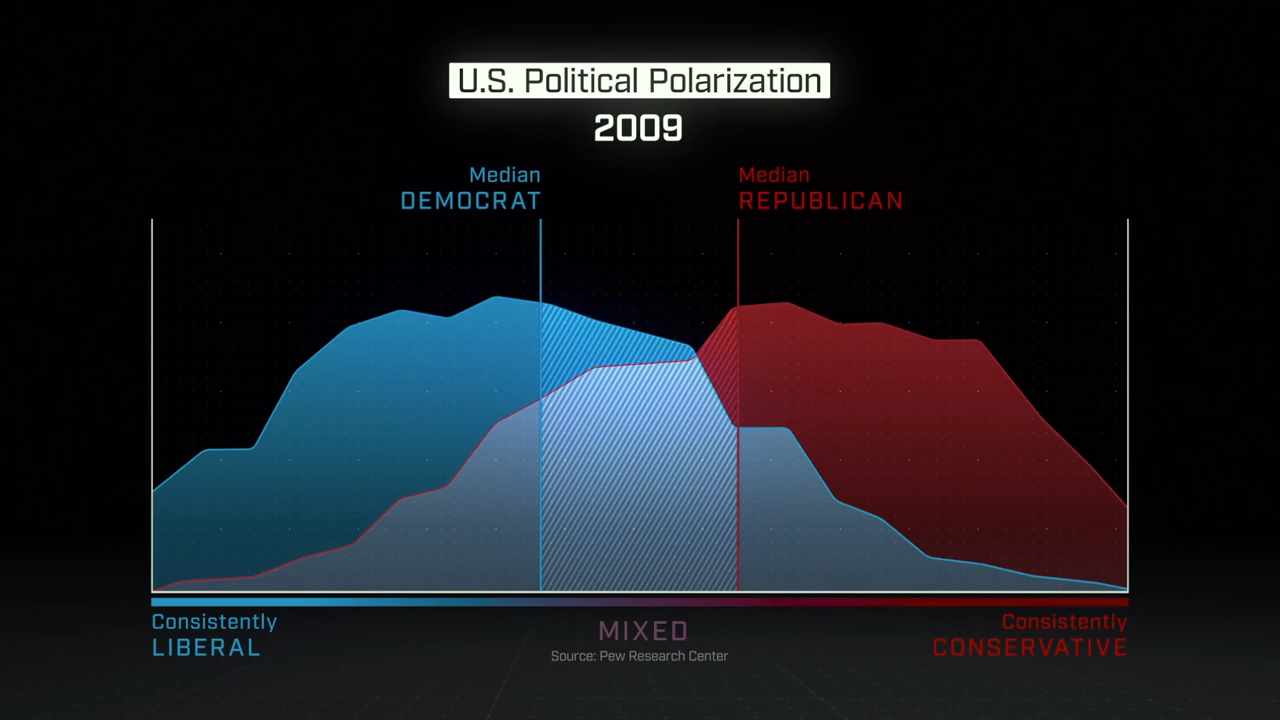 U.S. Political Polarization
2009
Median
DEMOCRAT
Median
REPUBLICAN
Consistently
LIBERAL
MIXED
Source: Pew Research Center
Consistently
CONSERVATIVE